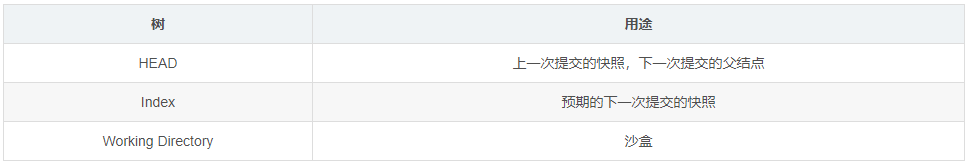 树 用途
HEAD 上一次提交的快照，下一次提交的父结点
Index 预期的下一次提交的快照
Working Directory 沙盒